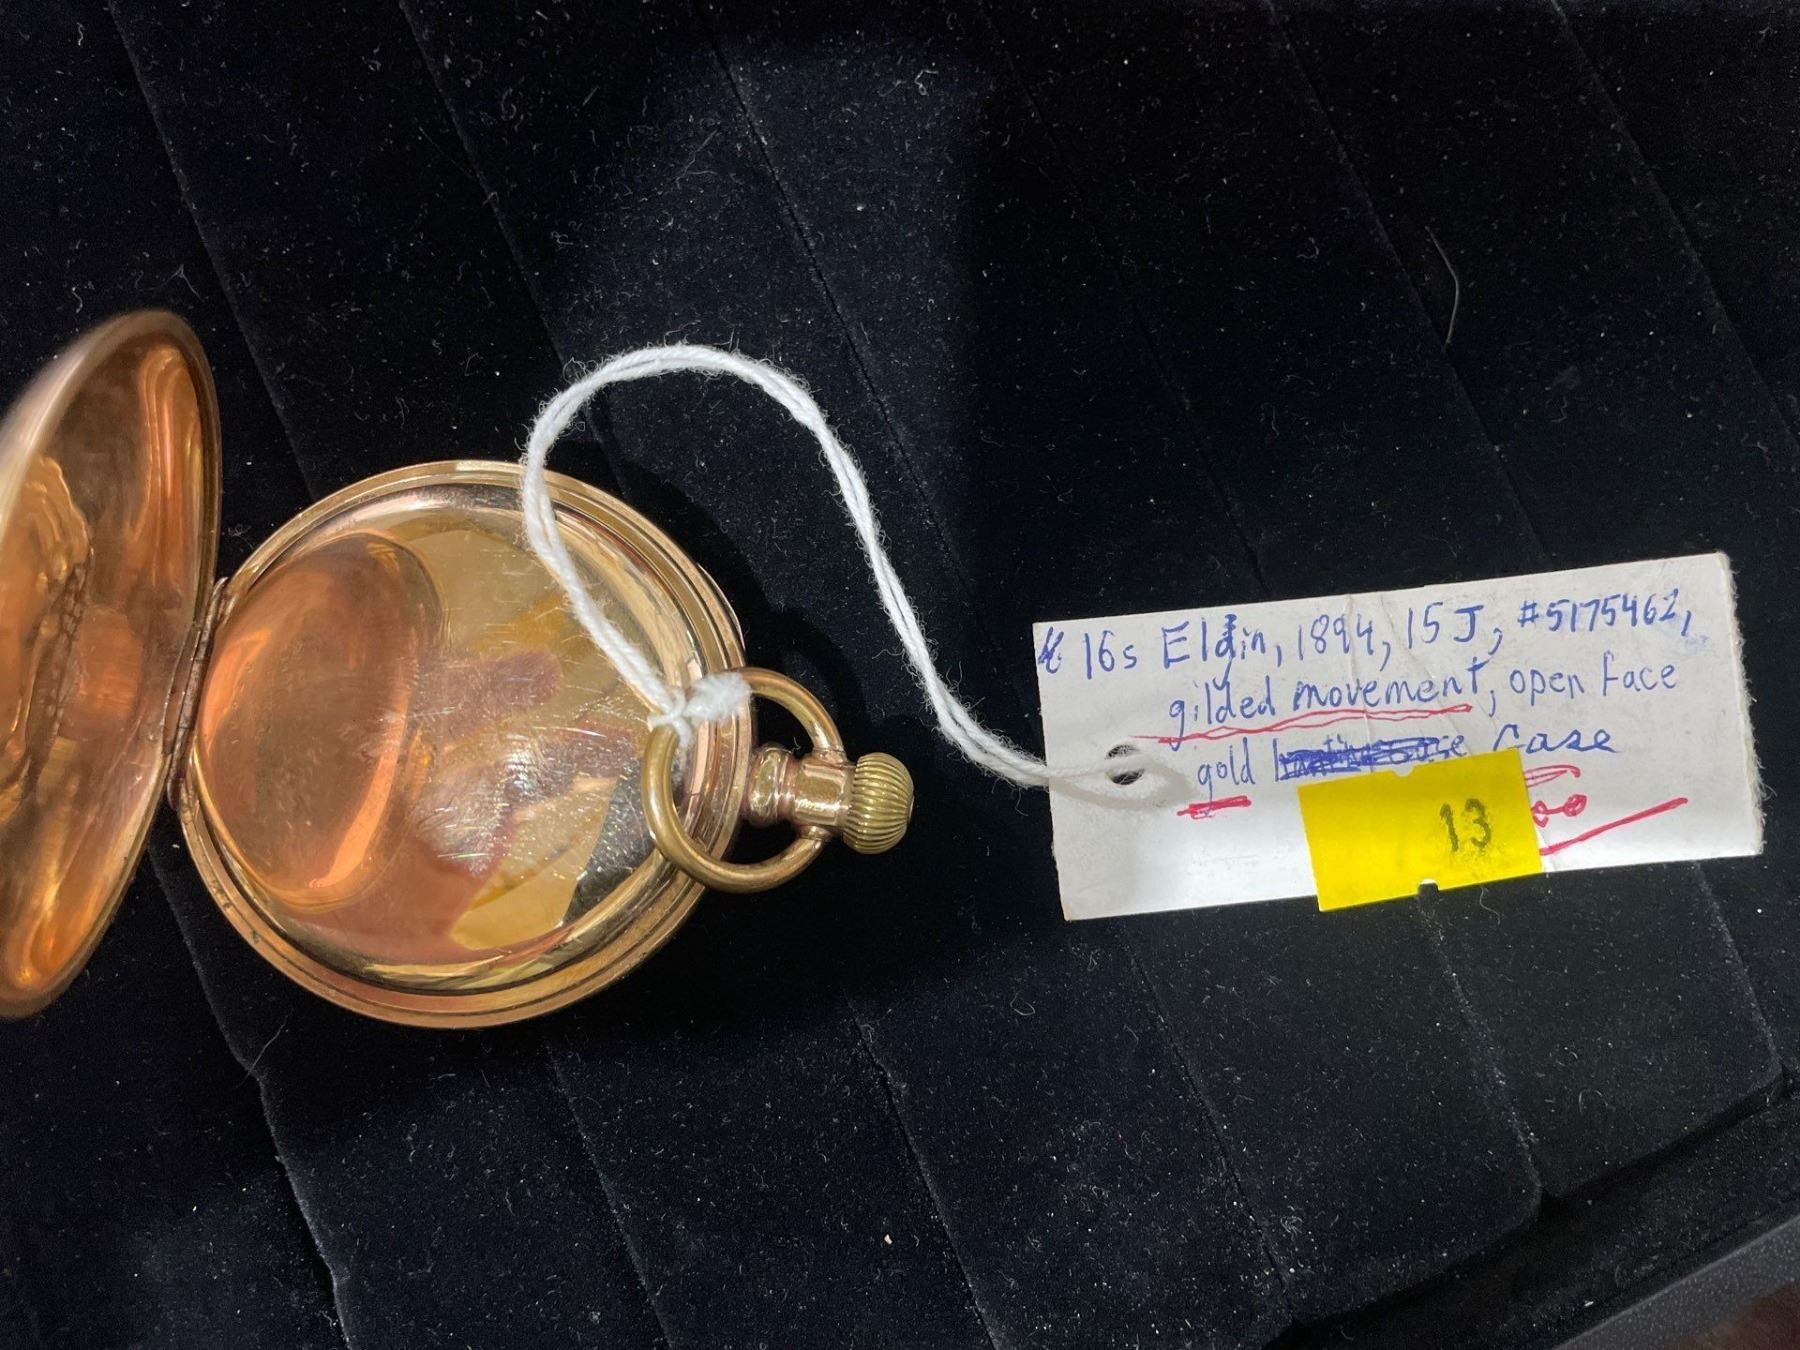 16s Elgin, 1894, 15 J, #5175462,
gilded movement, open face
gold case
13